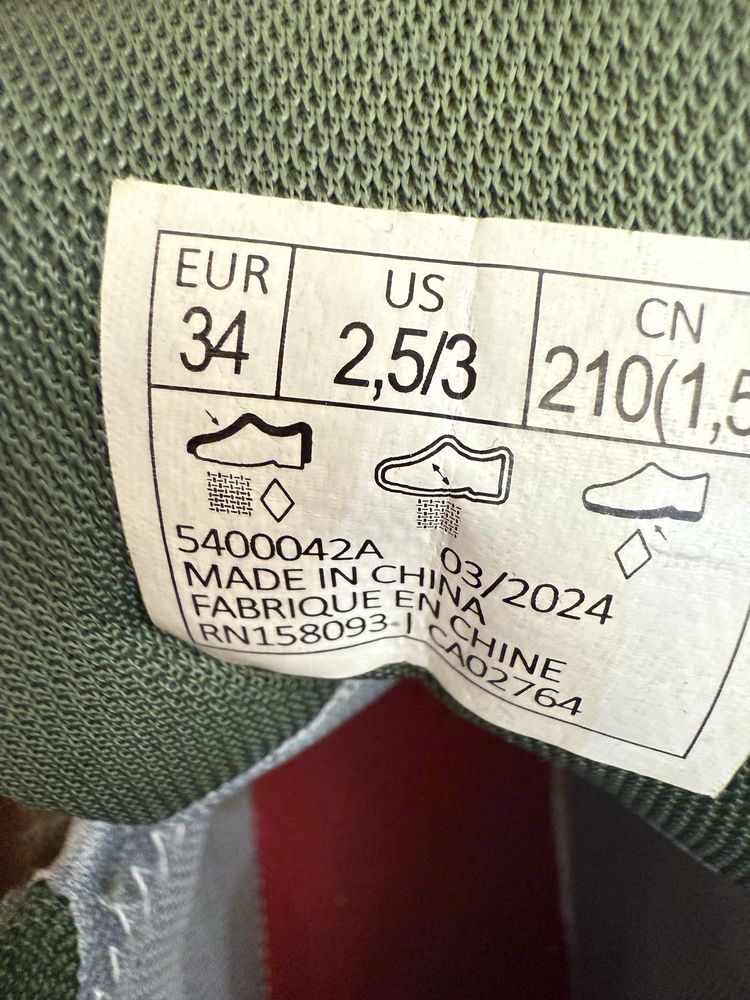 EUR US CN
34 2,5/3 210(1,5
5400042A 03/2024
MADE IN CHINA
FABRIQUE EN CHINE
RN158093-I CA02764